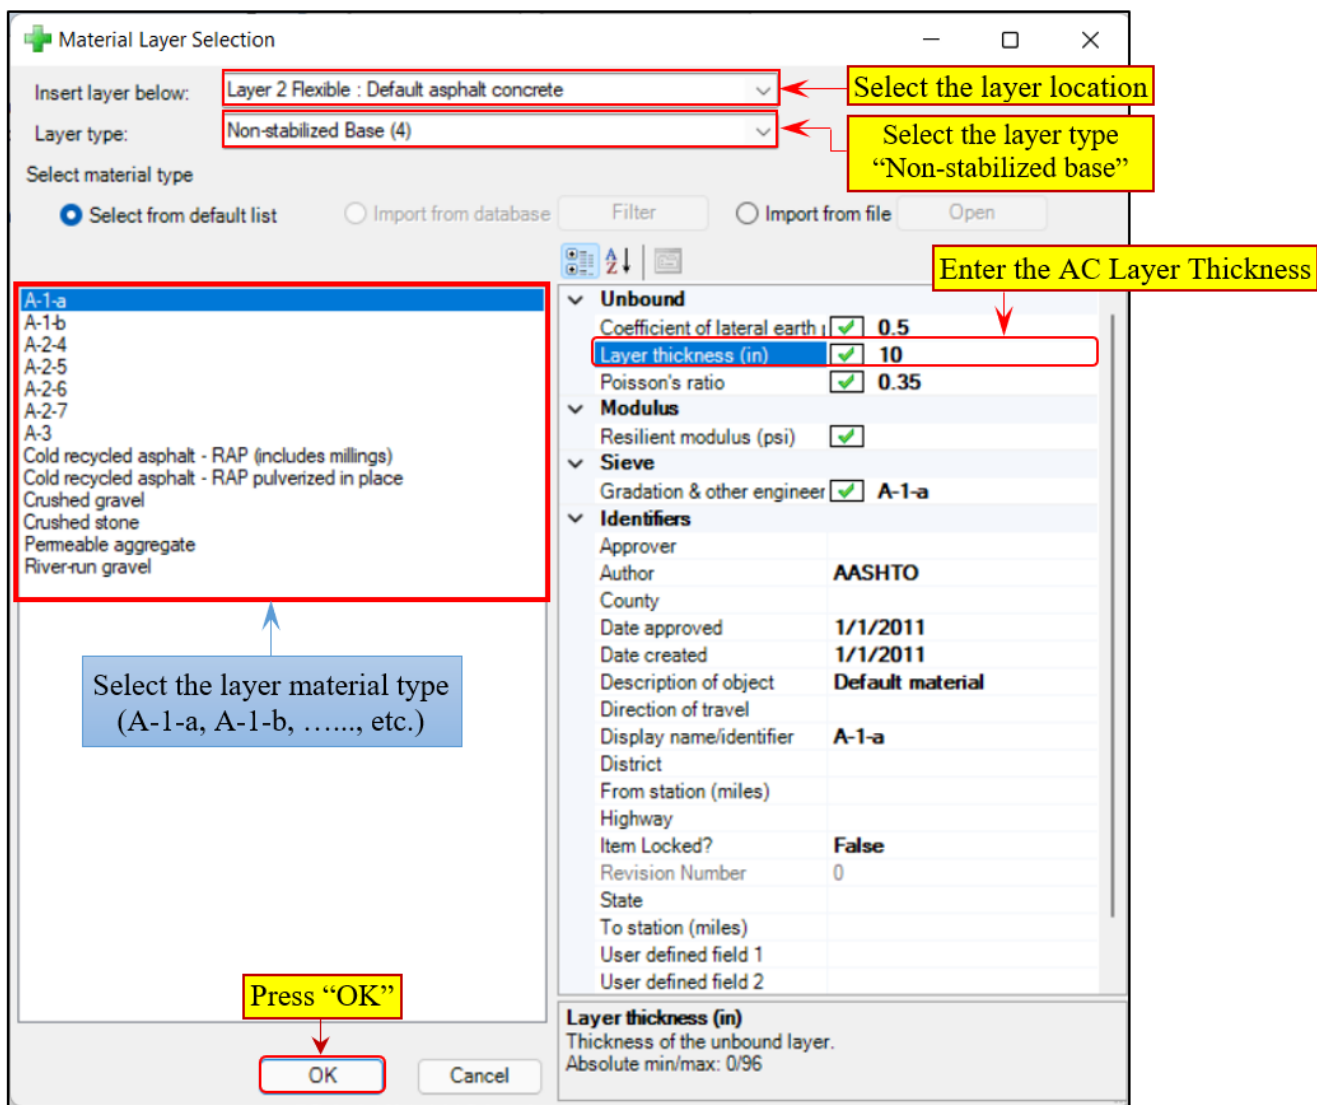 Material Layer Selection
Insert layer below:
Layer 2 Flexible : Default asphalt concrete
Select the layer location
Layer type:
Non-stabilized Base (4)
Select the layer type
“Non-stabilized base”
Select material type
Select from default list
Import from database
Filter
Import from file
Open
Enter the AC Layer Thickness
A-1-a
A-1-b
A-2-4
A-2-5
A-2-6
A-2-7
A-3
Cold recycled asphalt - RAP (includes millings)
Cold recycled asphalt - RAP pulverized in place
Crushed gravel
Crushed stone
Permeable aggregate
River-run gravel
Select the layer material type
(A-1-a, A-1-b, …..., etc.)
Unbound
Coefficient of lateral earth 0.5
Layer thickness (in) 10
Poisson's ratio 0.35
Modulus
Resilient modulus (psi)
Sieve
Gradation & other engineer A-1-a
Identifiers
Approver
Author AASHTO
County
Date approved 1/1/2011
Date created 1/1/2011
Description of object Default material
Direction of travel
Display name/identifier A-1-a
District
From station (miles)
Highway
Item Locked? False
Revision Number 0
State
To station (miles)
User defined field 1
User defined field 2
Layer thickness (in)
Thickness of the unbound layer.
Absolute min/max: 0/96
Press “OK”
OK
Cancel